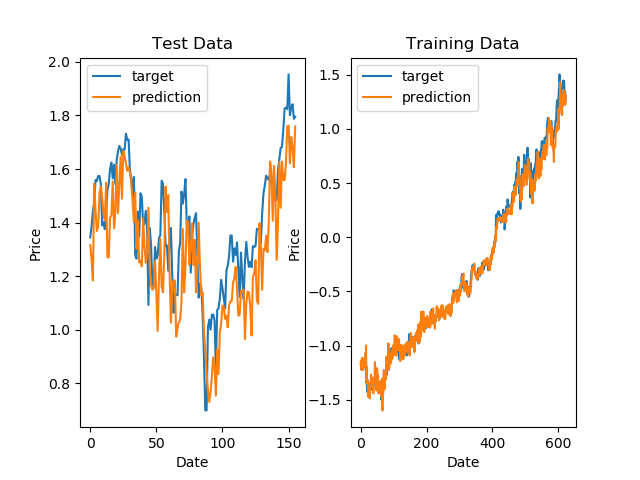 Test Data
target
prediction
Price
2.0
1.8
1.6
1.4
1.2
1.0
0.8
0
50
100
150
Date
Training Data
target
prediction
Price
1.5
1.0
0.5
0.0
−0.5
−1.0
−1.5
0
200
400
600
Date